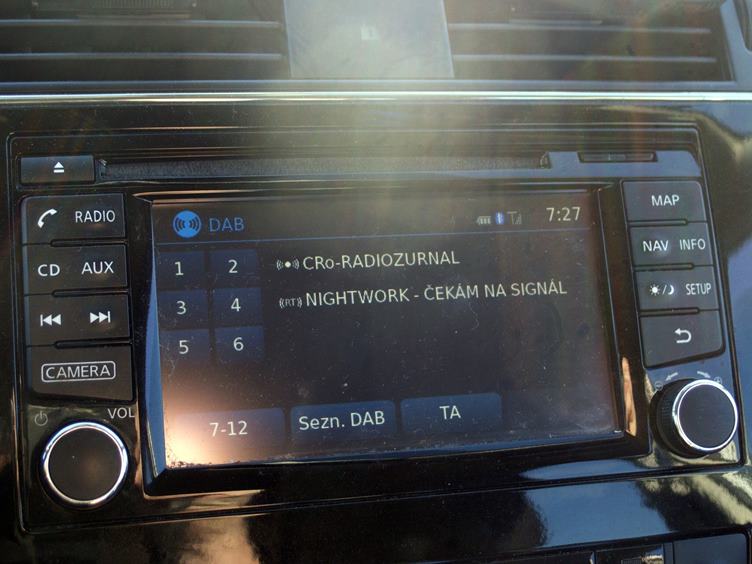 RADIO
CD AUX
CAMERA
VOL
DAB
7:27
1 2
3 4
5 6
CRo-RADIOZURNAL
((RT)) NIGHTWORK - ČEKÁM NA SIGNÁL
7-12
Sezn. DAB
TA
MAP
NAV INFO
SETUP